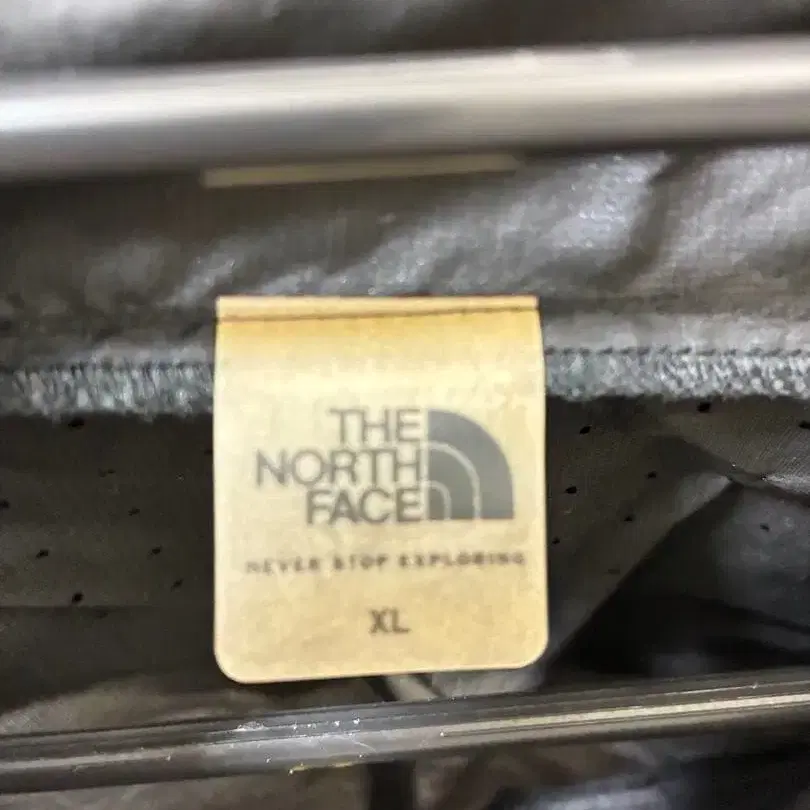 THE
NORTH
FACE
NEVER STOP EXPLORING
XL